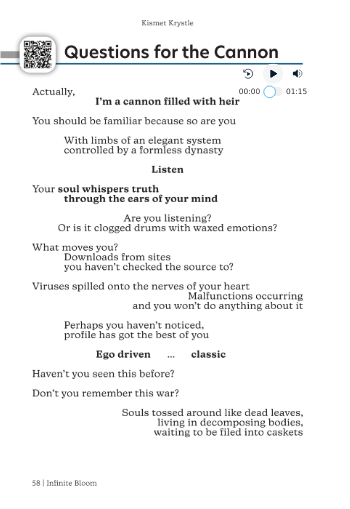 Kismet Krystle
Questions for the Cannon
Actually,
00:00 01:15
I'm a cannon filled with heir
You should be familiar because so are you
With limbs of an elegant system
controlled by a formless dynasty
Listen
Your soul whispers truth
through the ears of your mind
Are you listening?
Or is it clogged drums with waxed emotions?
What moves you?
Downloads from sites
you haven't checked the source to?
Viruses spilled onto the nerves of your heart
Malfunctions occurring
and you won't do anything about it
Perhaps you haven't noticed,
profile has got the best of you
Ego driven ... classic
Haven't you seen this before?
Don't you remember this war?
Souls tossed around like dead leaves,
living in decomposing bodies,
waiting to be filed into caskets
58 | Infinite Bloom